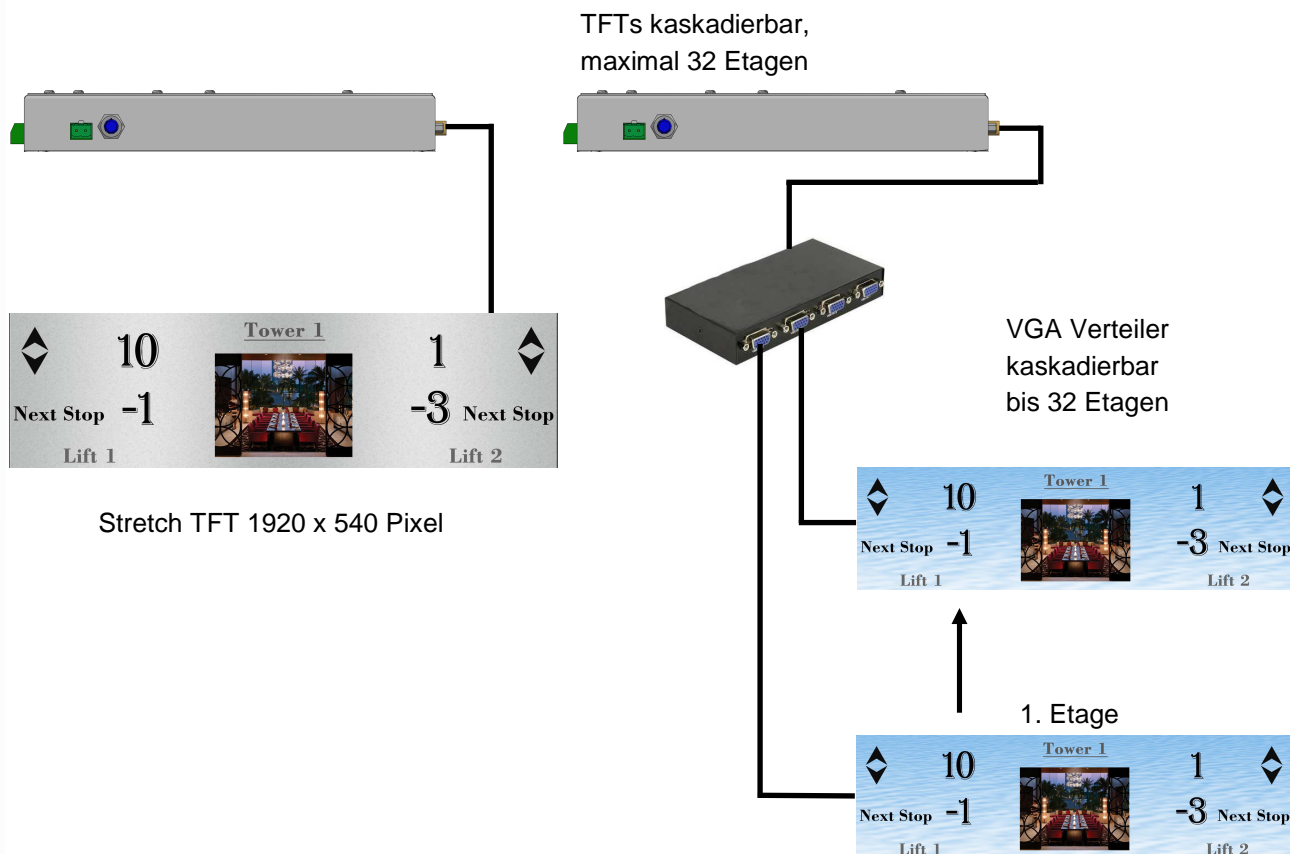 TFTs kaskadierbar,
maximal 32 Etagen
Tower 1
10
1
Next Stop -1
-3 Next Stop
Lift 1
Lift 2
Stretch TFT 1920 x 540 Pixel
VGA Verteiler
kaskadierbar
bis 32 Etagen
Tower 1
10
1
Next Stop -1
-3 Next Stop
Lift 1
Lift 2
1. Etage
Tower 1
10
1
Next Stop -1
-3 Next Stop
Lift 1
Lift 2